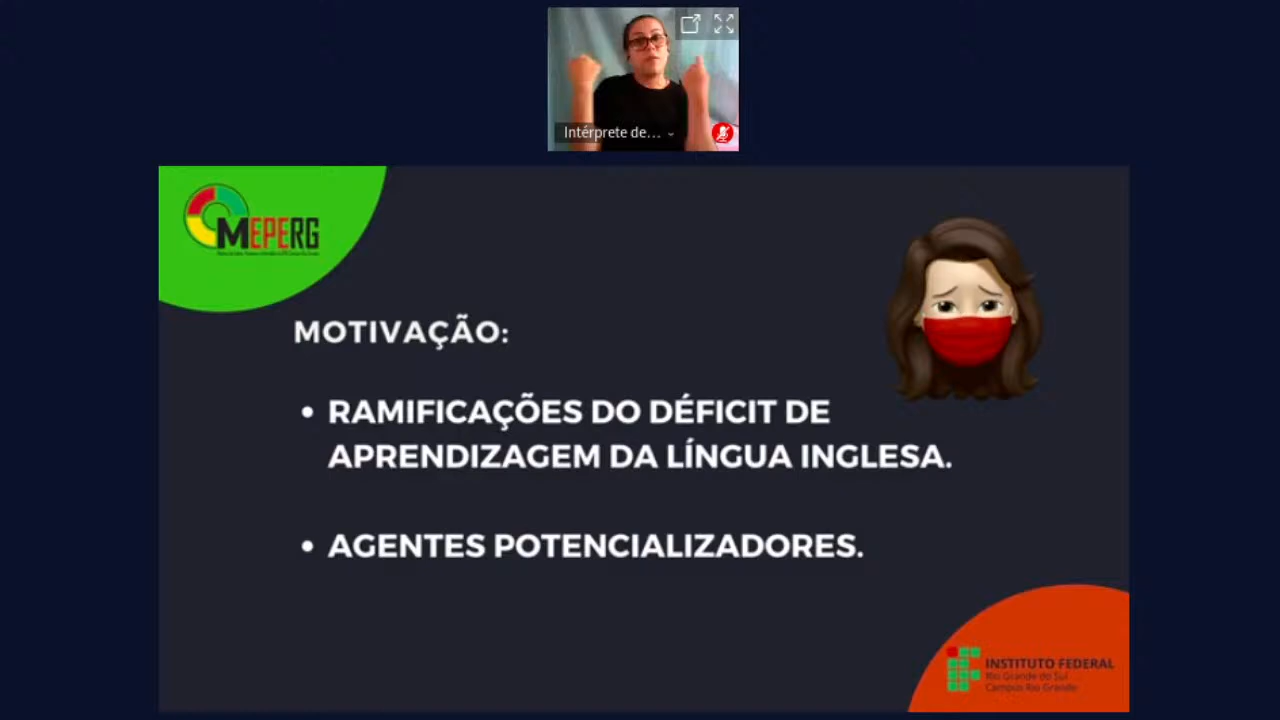 Intérprete de...
MEPERG
MOTIVAÇÃO:
• RAMIFICAÇÕES DO DÉFICIT DE
APRENDIZAGEM DA LÍNGUA INGLESA.
• AGENTES POTENCIALIZADORES.
INSTITUTO FEDERAL
Rio Grande do Sul
Campus Rio Grande